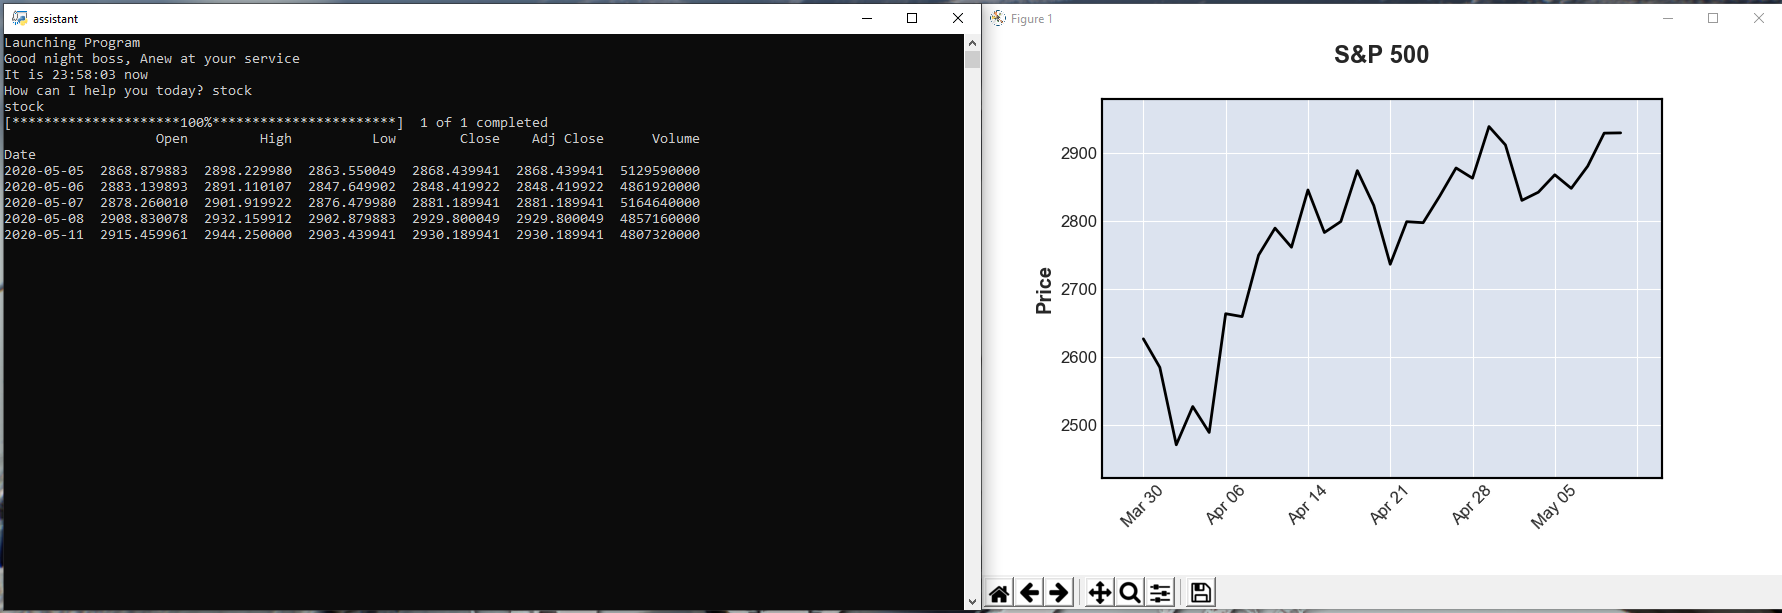 assistant
Launching Program
Good night boss, Anew at your service
It is 23:58:03 now
How can I help you today? stock
stock
[*********************100%***********************]  1 of 1 completed
Open High Low Close Adj Close Volume
Date
2020-05-05 2868.879883 2898.229980 2863.550049 2868.439941 2868.439941 5129590000
2020-05-06 2883.139893 2891.110107 2847.649902 2848.419922 2848.419922 4861920000
2020-05-07 2878.260010 2901.919922 2876.479980 2881.189941 2881.189941 5164640000
2020-05-08 2908.830078 2932.159912 2902.879883 2929.800049 2929.800049 4857160000
2020-05-11 2915.459961 2944.250000 2903.439941 2930.189941 2930.189941 4807320000
Figure 1
S&P 500
Price
2900
2800
2700
2600
2500
Mar 30
Apr 06
Apr 14
Apr 21
Apr 28
May 05